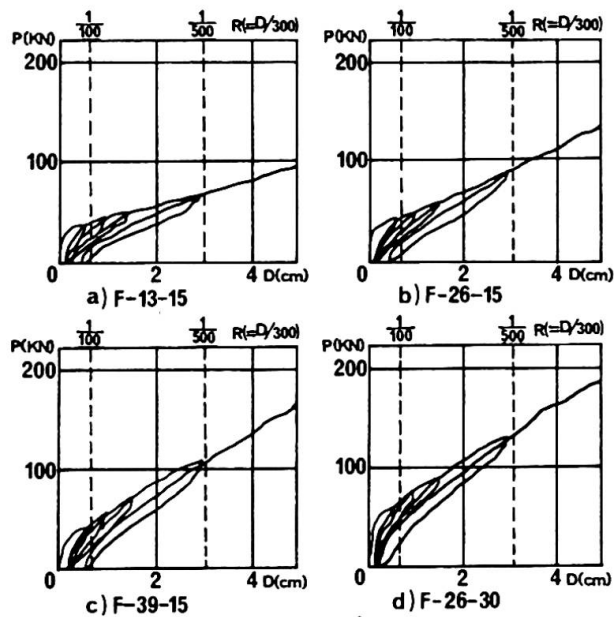 1/100 1/500 R(=D/300)
P(KN)
200
100
0 2 4 D(cm)
a) F-13-15
1/100 1/500 R(=D/300)
P(KN)
200
100
0 2 4 D(cm)
b) F-26-15
1/100 1/500 R(=D/300)
P(KN)
200
100
0 2 4 D(cm)
c) F-39-15
1/100 1/500 R(=D/300)
P(KN)
200
100
0 2 4 D(cm)
d) F-26-30